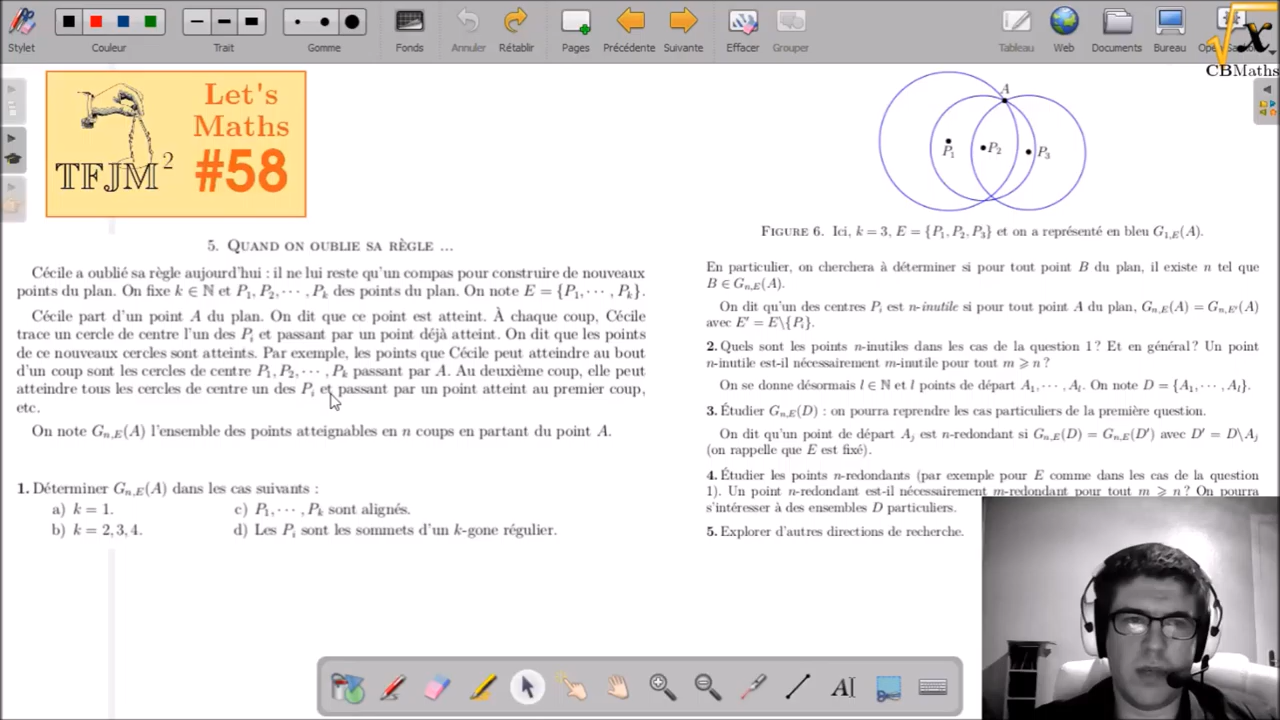 Stylet Couleur Trait Gomme Fonds Annuler Rétablir Pages Précédente Suivante Effacer Grouper Tableau Web Documents Bureau
CBMaths
Let's
Maths
#58
TFJM²
5. QUAND ON OUBLIE SA RÈGLE ...
Cécile a oublié sa règle aujourd'hui : il ne lui reste qu'un compas pour construire de nouveaux
points du plan. On fixe k ∈ ℕ et P₁, P₂, ⋯ , Pₖ des points du plan. On note E = {P₁, ⋯ , Pₖ}.
Cécile part d'un point A du plan. On dit que ce point est atteint. À chaque coup, Cécile
trace un cercle de centre l'un des Pᵢ et passant par un point déjà atteint. On dit que les points
de ce nouveaux cercles sont atteints. Par exemple, les points que Cécile peut atteindre au bout
d'un coup sont les cercles de centre P₁, P₂, ⋯ , Pₖ passant par A. Au deuxième coup, elle peut
atteindre tous les cercles de centre un des Pᵢ et passant par un point atteint au premier coup,
etc.
On note Gₙ,E(A) l'ensemble des points atteignables en n coups en partant du point A.
1. Déterminer Gₙ,E(A) dans les cas suivants :
a) k = 1.
c) P₁, ⋯ , Pₖ sont alignés.
b) k = 2, 3, 4.
d) Les Pᵢ sont les sommets d'un k-gone régulier.
A
P₁
P₂
P₃
FIGURE 6. Ici, k = 3, E = {P₁, P₂, P₃} et on a représenté en bleu G₁,E(A).
En particulier, on cherchera à déterminer si pour tout point B du plan, il existe n tel que
B ∈ Gₙ,E(A).
On dit qu'un des centres Pᵢ est n-inutile si pour tout point A du plan, Gₙ,E(A) = Gₙ,E'(A)
avec E' = E\{Pᵢ}.
2. Quels sont les points n-inutiles dans les cas de la question 1 ? Et en général ? Un point
n-inutile est-il nécessairement m-inutile pour tout m ⩾ n ?
On se donne désormais l ∈ ℕ et l points de départ A₁, ⋯ , Aₗ. On note D = {A₁, ⋯ , Aₗ}.
3. Étudier Gₙ,E(D) : on pourra reprendre les cas particuliers de la première question.
On dit qu'un point de départ Aⱼ est n-redondant si Gₙ,E(D) = Gₙ,E(D') avec D' = D\Aⱼ
(on rappelle que E est fixé).
4. Étudier les points n-redondants (par exemple pour E comme dans les cas de la question
1). Un point n-redondant est-il nécessairement m-redondant pour tout m ⩾ n ? On pourra
s'intéresser à des ensembles D particuliers.
5. Explorer d'autres directions de recherche.